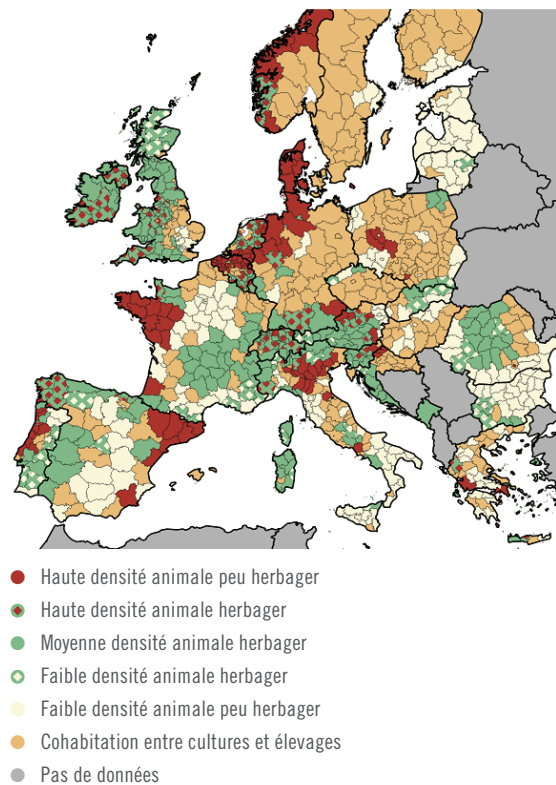 Haute densité animale peu herbager
Haute densité animale herbager
Moyenne densité animale herbager
Faible densité animale herbager
Faible densité animale peu herbager
Cohabitation entre cultures et élevages
Pas de données